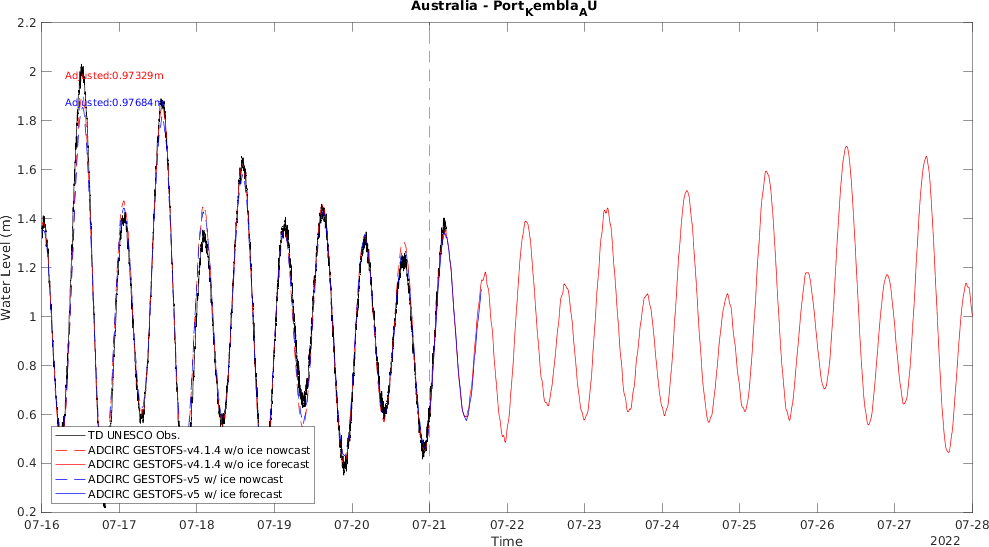 Australia - Port_Kembla_AU
2.2
2
1.8
1.6
1.4
1.2
1
0.8
0.6
0.4
0.2
Water Level (m)
Adjusted:0.97329m
Adjusted:0.97684m
TD UNESCO Obs.
ADCIRC GESTOFS-v4.1.4 w/o ice nowcast
ADCIRC GESTOFS-v4.1.4 w/o ice forecast
ADCIRC GESTOFS-v5 w/ ice nowcast
ADCIRC GESTOFS-v5 w/ ice forecast
07-16 07-17 07-18 07-19 07-20 07-21 07-22 07-23 07-24 07-25 07-26 07-27 07-28
Time
2022